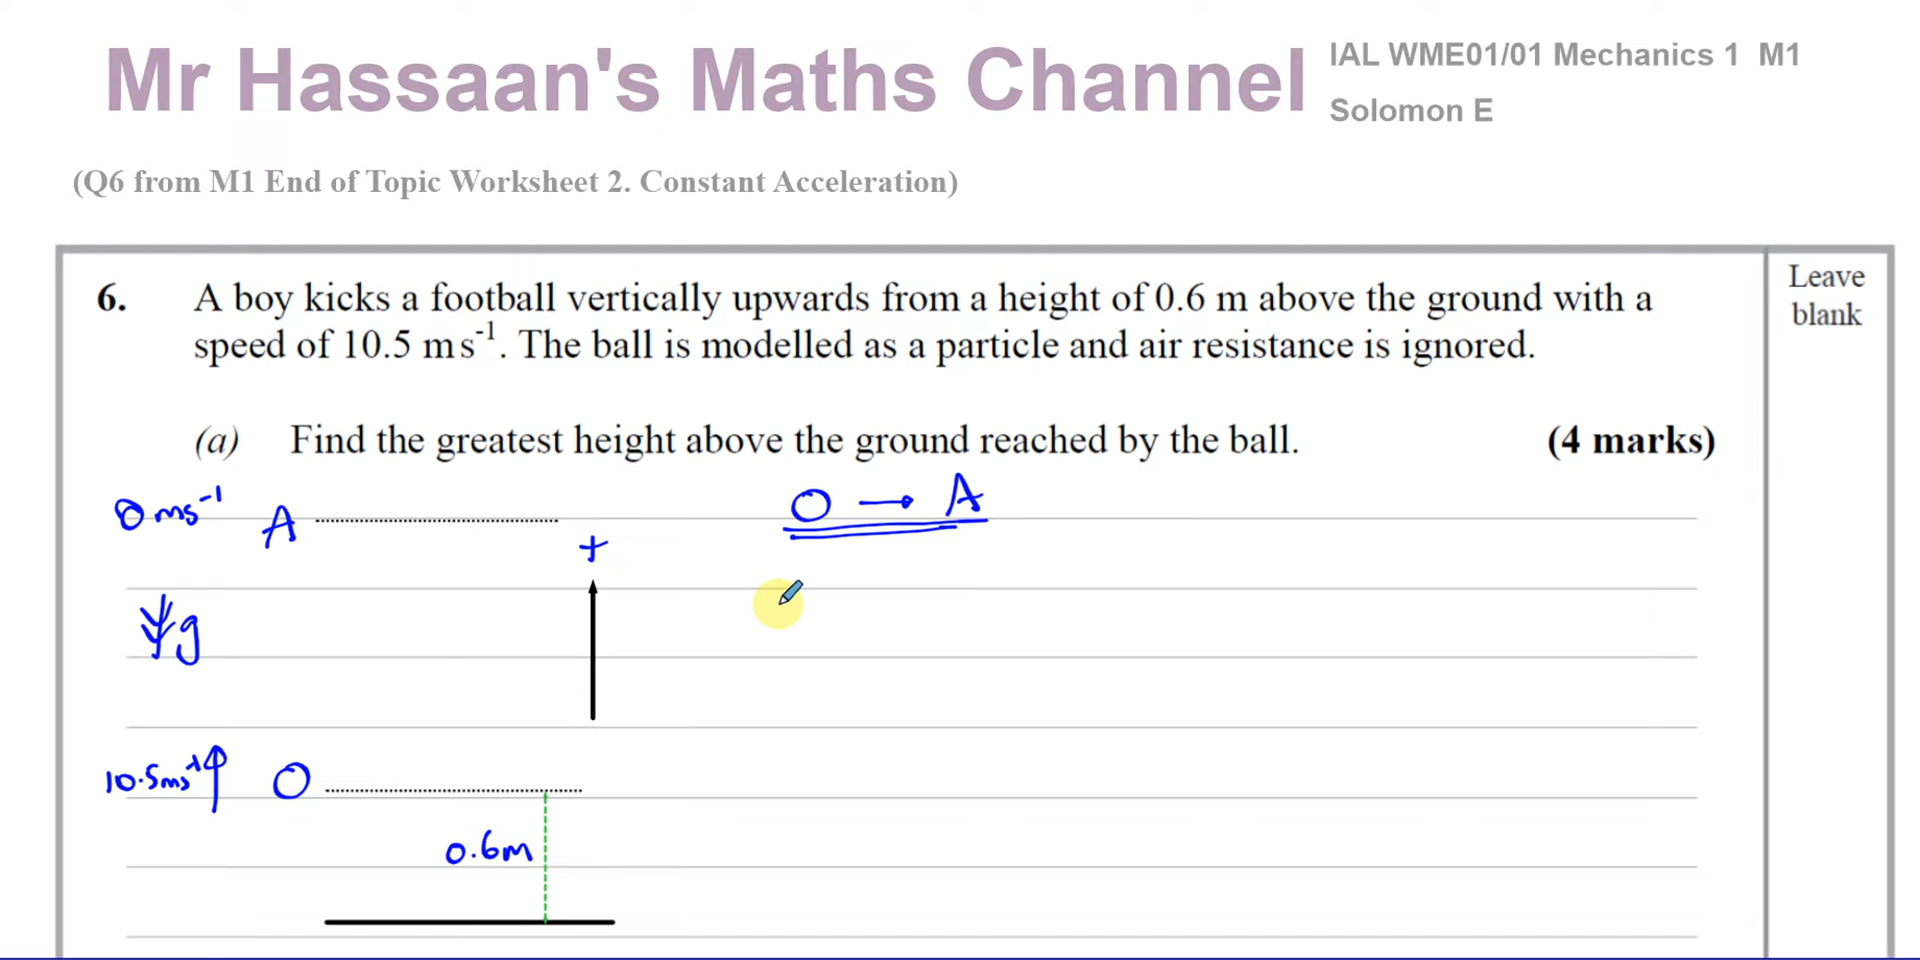 Mr Hassaan's Maths Channel
IAL WME01/01 Mechanics 1 M1
Solomon E
(Q6 from M1 End of Topic Worksheet 2. Constant Acceleration)
Leave
blank
6. A boy kicks a football vertically upwards from a height of 0.6 m above the ground with a
speed of 10.5 m s⁻¹. The ball is modelled as a particle and air resistance is ignored.
(a) Find the greatest height above the ground reached by the ball. (4 marks)
0 ms⁻¹ A
O → A
+
g
10.5 ms⁻¹ O
0.6m